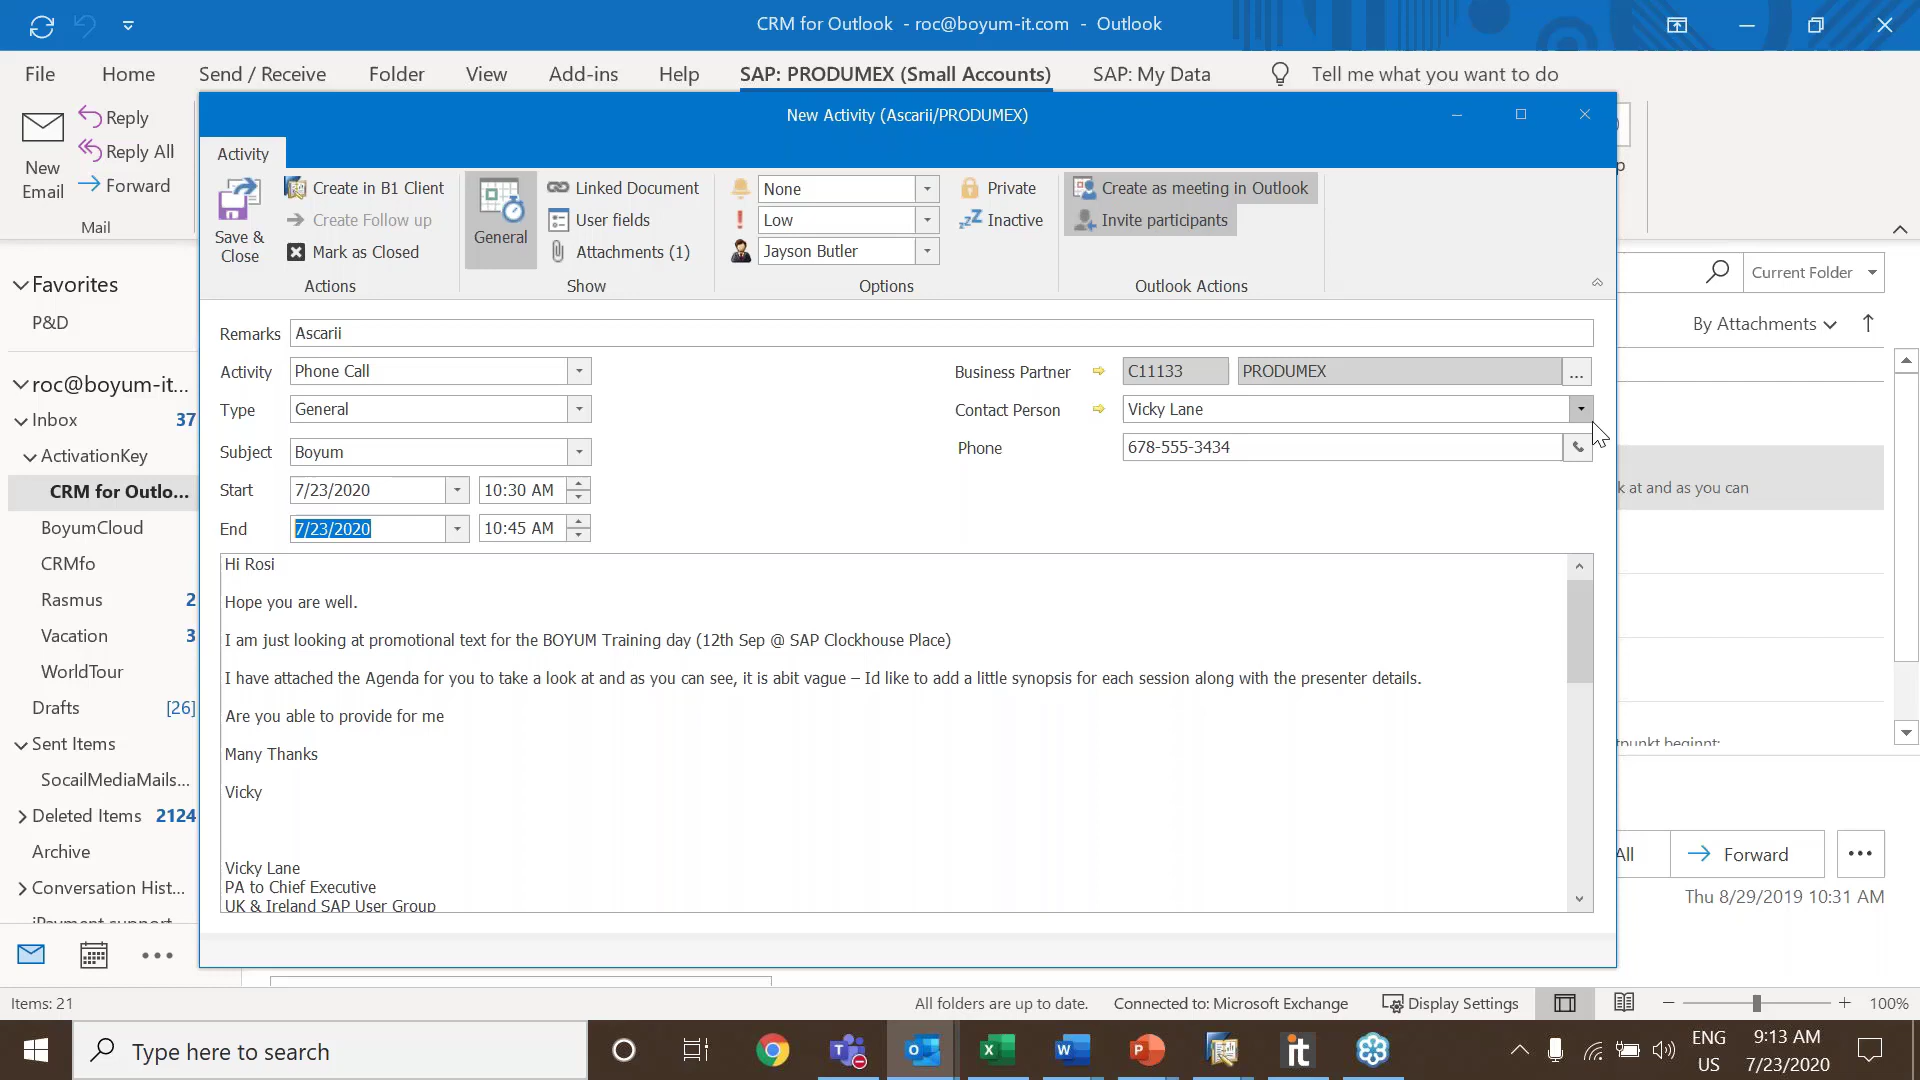 CRM for Outlook - roc@boyum-it.com - Outlook
File Home Send / Receive Folder View Add-ins Help SAP: PRODUMEX (Small Accounts) SAP: My Data Tell me what you want to do
New Email
Reply
Reply All
Forward
Mail
New Activity (Ascarii/PRODUMEX)
Activity
Save & Close
Create in B1 Client
Create Follow up
Mark as Closed
Actions
General
Linked Document
User fields
Attachments (1)
Show
None
Low
Jayson Butler
Private
Inactive
Options
Create as meeting in Outlook
Invite participants
Outlook Actions
Remarks Ascarii
Activity Phone Call
Type General
Subject Boyum
Start 7/23/2020 10:30 AM
End 7/23/2020 10:45 AM
Business Partner C11133 PRODUMEX ...
Contact Person Vicky Lane
Phone 678-555-3434
Hi Rosi
Hope you are well.
I am just looking at promotional text for the BOYUM Training day (12th Sep @ SAP Clockhouse Place)
I have attached the Agenda for you to take a look at and as you can see, it is abit vague – Id like to add a little synopsis for each session along with the presenter details.
Are you able to provide for me
Many Thanks
Vicky
Vicky Lane
PA to Chief Executive
UK & Ireland SAP User Group
Favorites
P&D
roc@boyum-it...
Inbox 37
ActivationKey
CRM for Outlo...
BoyumCloud
CRMfo
Rasmus 2
Vacation 3
WorldTour
Drafts [26]
Sent Items
SocailMediaMails...
Deleted Items 2124
Archive
Conversation Hist...
iPayment support
Current Folder
By Attachments
k at and as you can
tpunkt beginnt:
All
Forward
Thu 8/29/2019 10:31 AM
Items: 21
All folders are up to date. Connected to: Microsoft Exchange Display Settings 100%
Type here to search
ENG
US
9:13 AM
7/23/2020